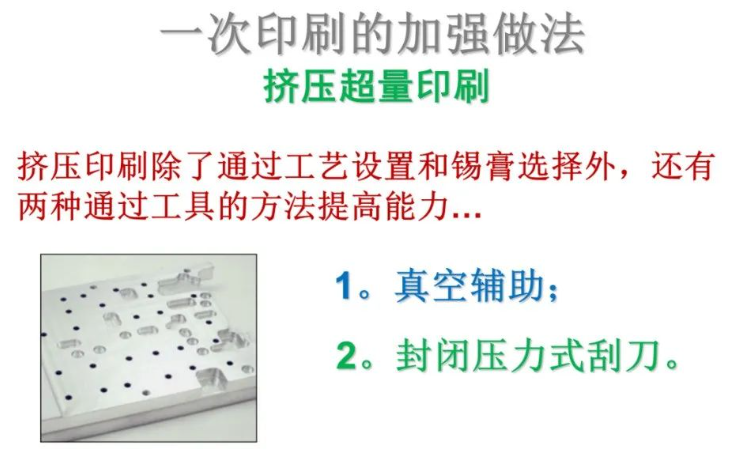 一次印刷的加强做法
挤压超量印刷
挤压印刷除了通过工艺设置和锡膏选择外，还有
两种通过工具的方法提高能力...
1。真空辅助；
2。封闭压力式刮刀。